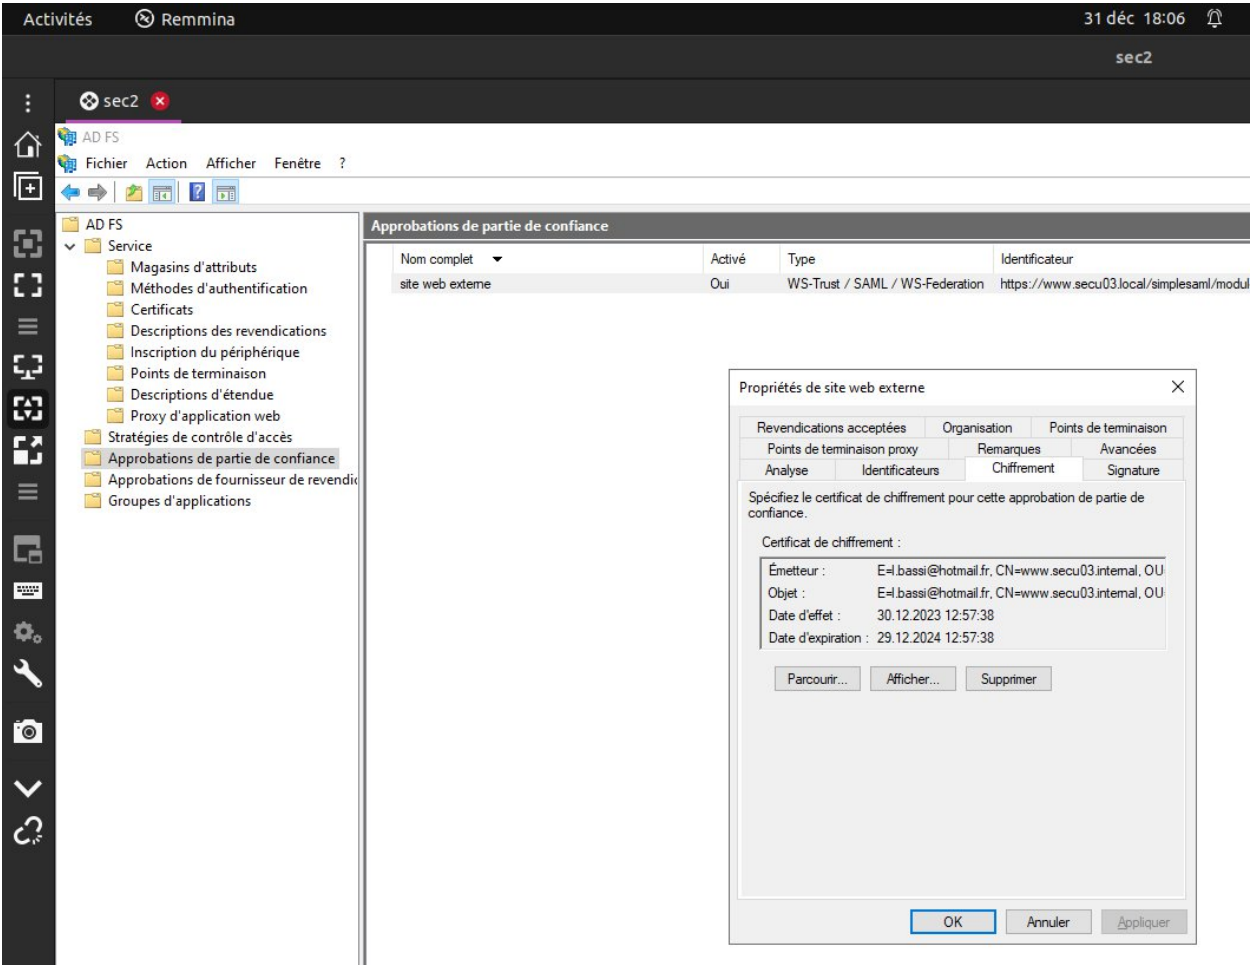 Activités Remmina 31 déc 18:06
sec2
sec2
AD FS
Fichier Action Afficher Fenêtre ?
AD FS
Service
Magasins d'attributs
Méthodes d'authentification
Certificats
Descriptions des revendications
Inscription du périphérique
Points de terminaison
Descriptions d'étendue
Proxy d'application web
Stratégies de contrôle d'accès
Approbations de partie de confiance
Approbations de fournisseur de revendic
Groupes d'applications
Approbations de partie de confiance
Nom complet Activé Type Identificateur
site web externe Oui WS-Trust / SAML / WS-Federation https://www.secu03.local/simplesaml/modul
Propriétés de site web externe
Revendications acceptées Organisation Points de terminaison
Points de terminaison proxy Remarques Avancées
Analyse Identificateurs Chiffrement Signature
Spécifiez le certificat de chiffrement pour cette approbation de partie de
confiance.
Certificat de chiffrement :
Émetteur : E=l.bassi@hotmail.fr, CN=www.secu03.internal, OU
Objet : E=l.bassi@hotmail.fr, CN=www.secu03.internal, OU
Date d'effet : 30.12.2023 12:57:38
Date d'expiration : 29.12.2024 12:57:38
Parcourir... Afficher... Supprimer
OK Annuler Appliquer